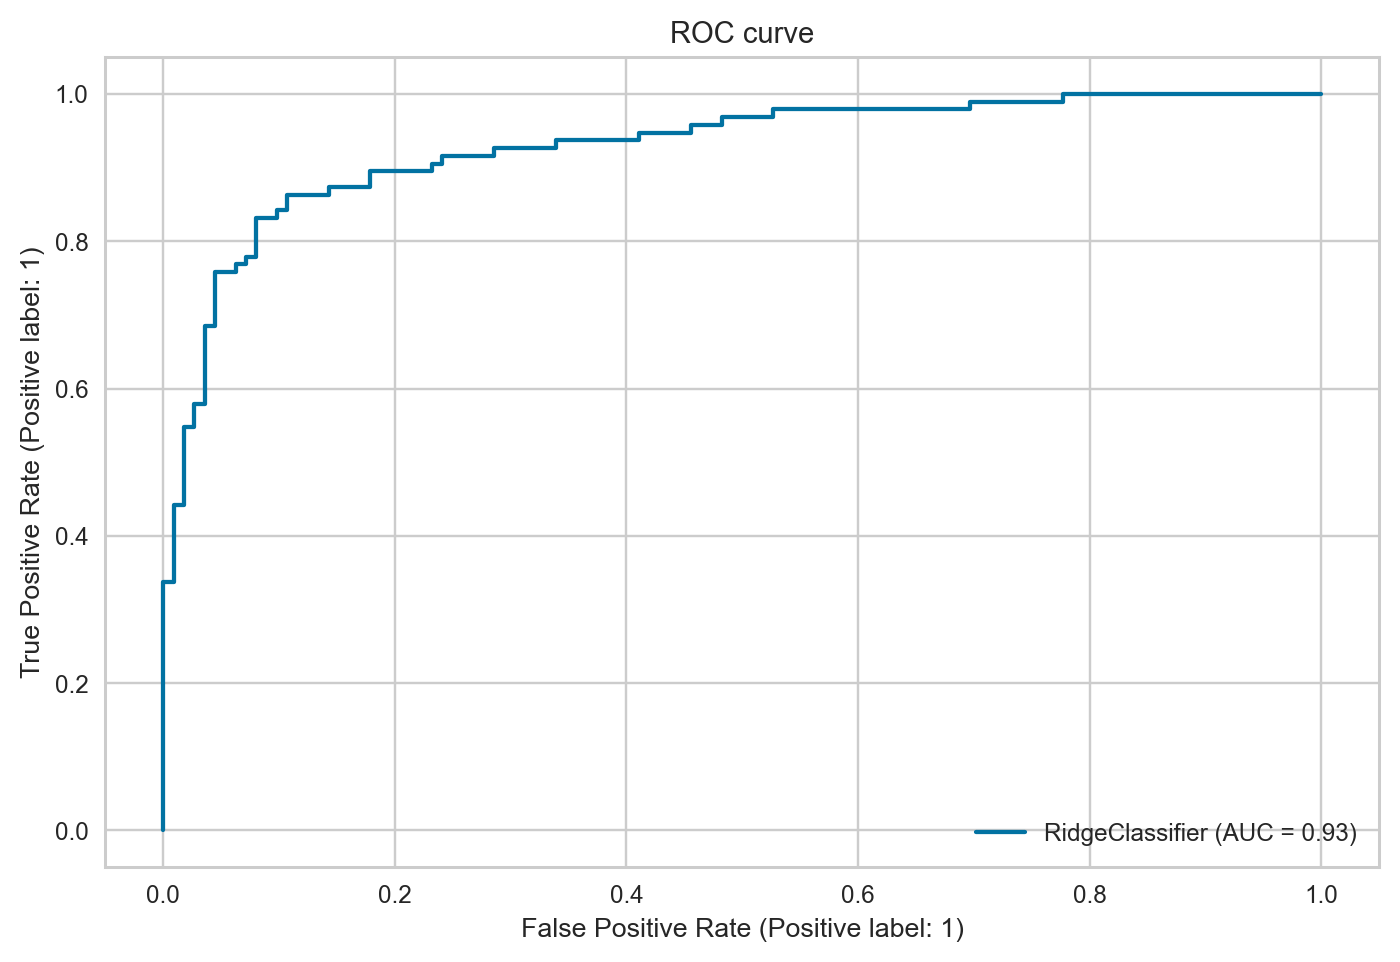 ROC curve
True Positive Rate (Positive label: 1)
1.0
0.8
0.6
0.4
0.2
0.0
RidgeClassifier (AUC = 0.93)
0.0 0.2 0.4 0.6 0.8 1.0
False Positive Rate (Positive label: 1)